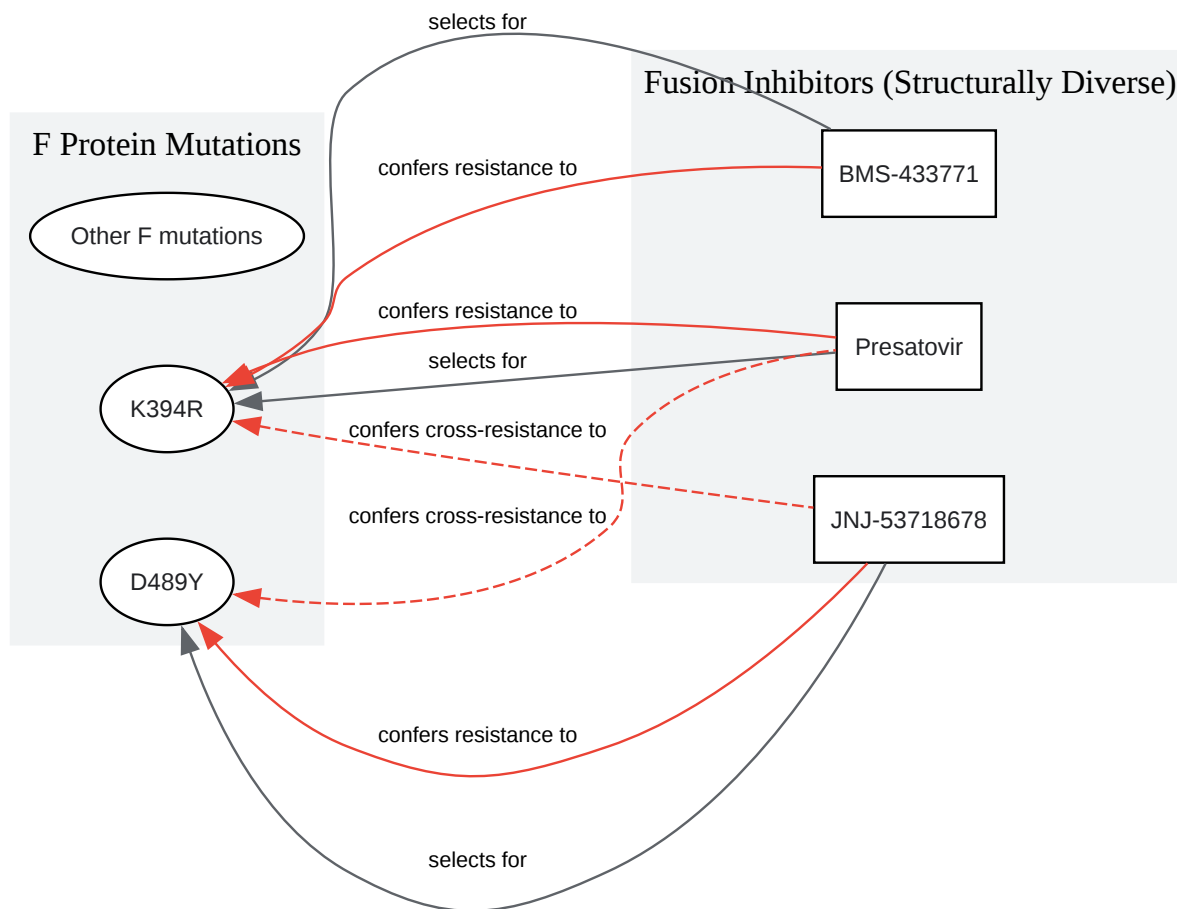 selects for
Fusion Inhibitors (Structurally Diverse)
F Protein Mutations
confers resistance to
BMS-433771
Other F mutations
confers resistance to
Presatovir
selects for
K394R
confers cross-resistance to
JNJ-53718678
confers cross-resistance to
D489Y
confers resistance to
selects for